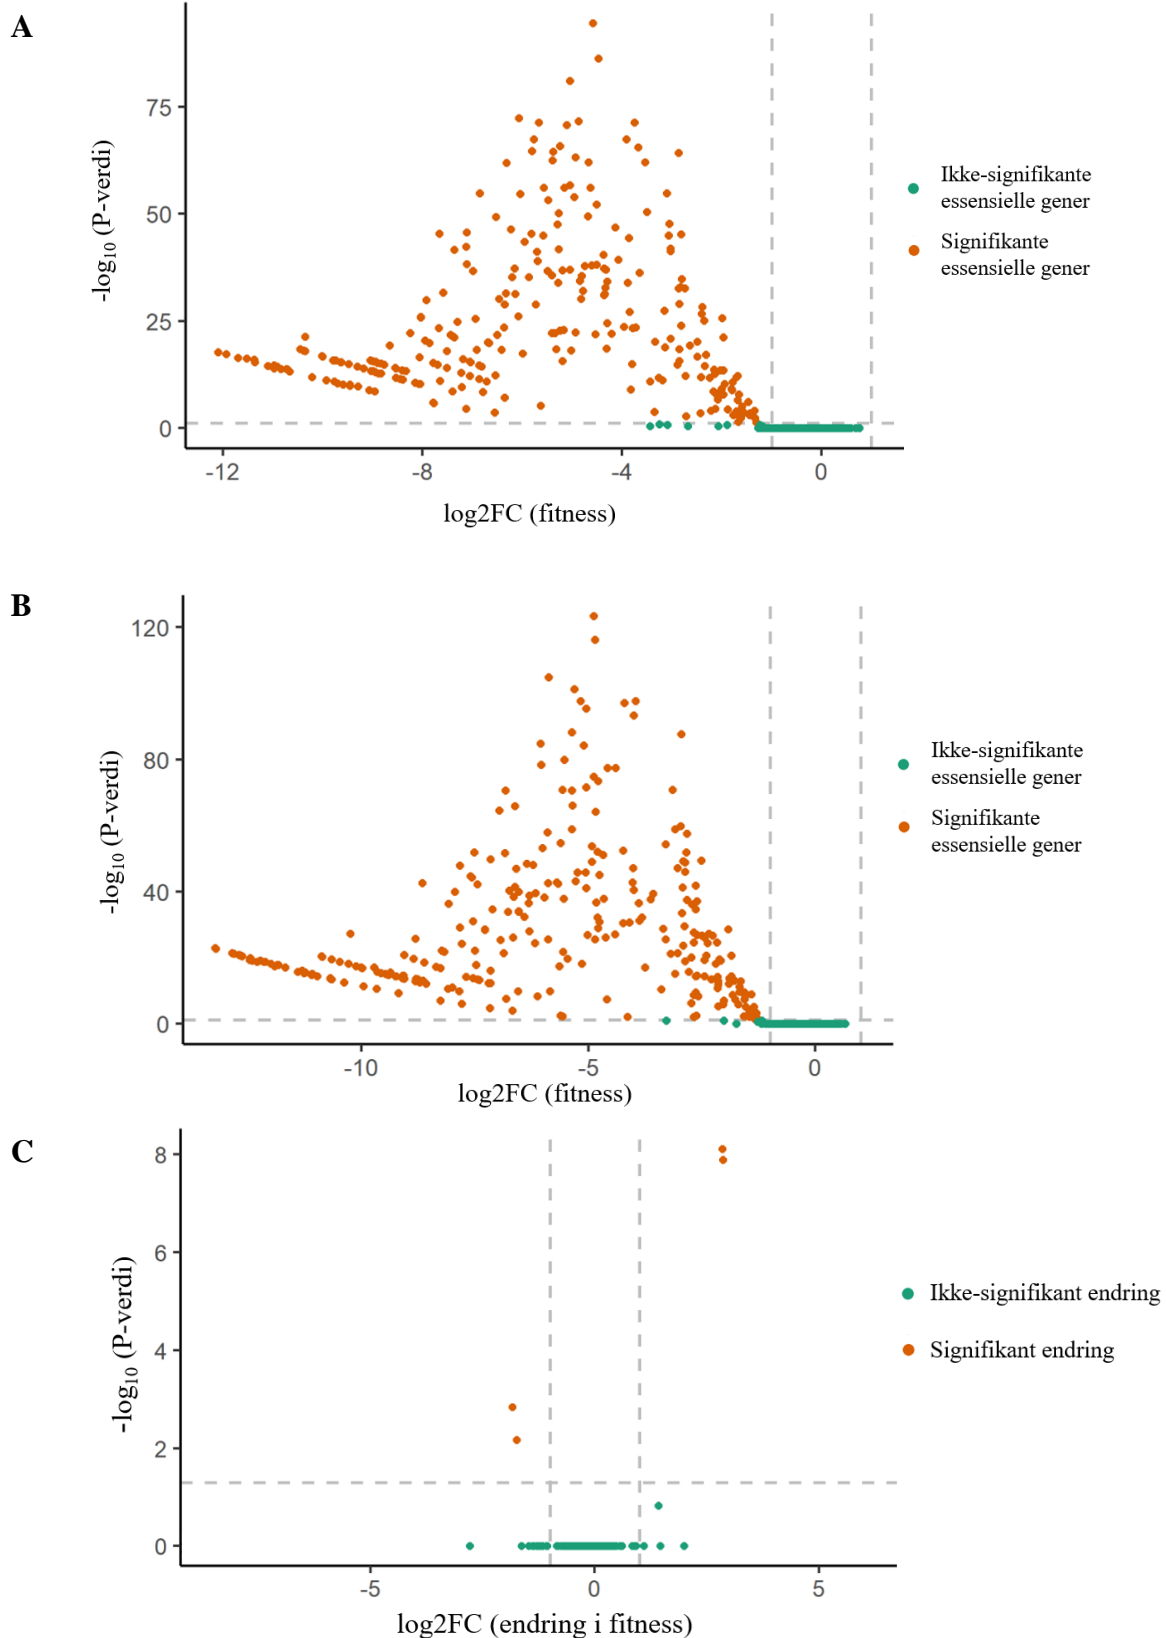 A
75
50
25
0
-log10 (P-verdi)
-12 -8 -4 0
log2FC (fitness)
Ikke-signifikante
essensielle gener
Signifikante
essensielle gener
B
120
80
40
0
-log10 (P-verdi)
-10 -5 0
log2FC (fitness)
Ikke-signifikante
essensielle gener
Signifikante
essensielle gener
C
8
6
4
2
0
-log10 (P-verdi)
-5 0 5
log2FC (endring i fitness)
Ikke-signifikant endring
Signifikant endring